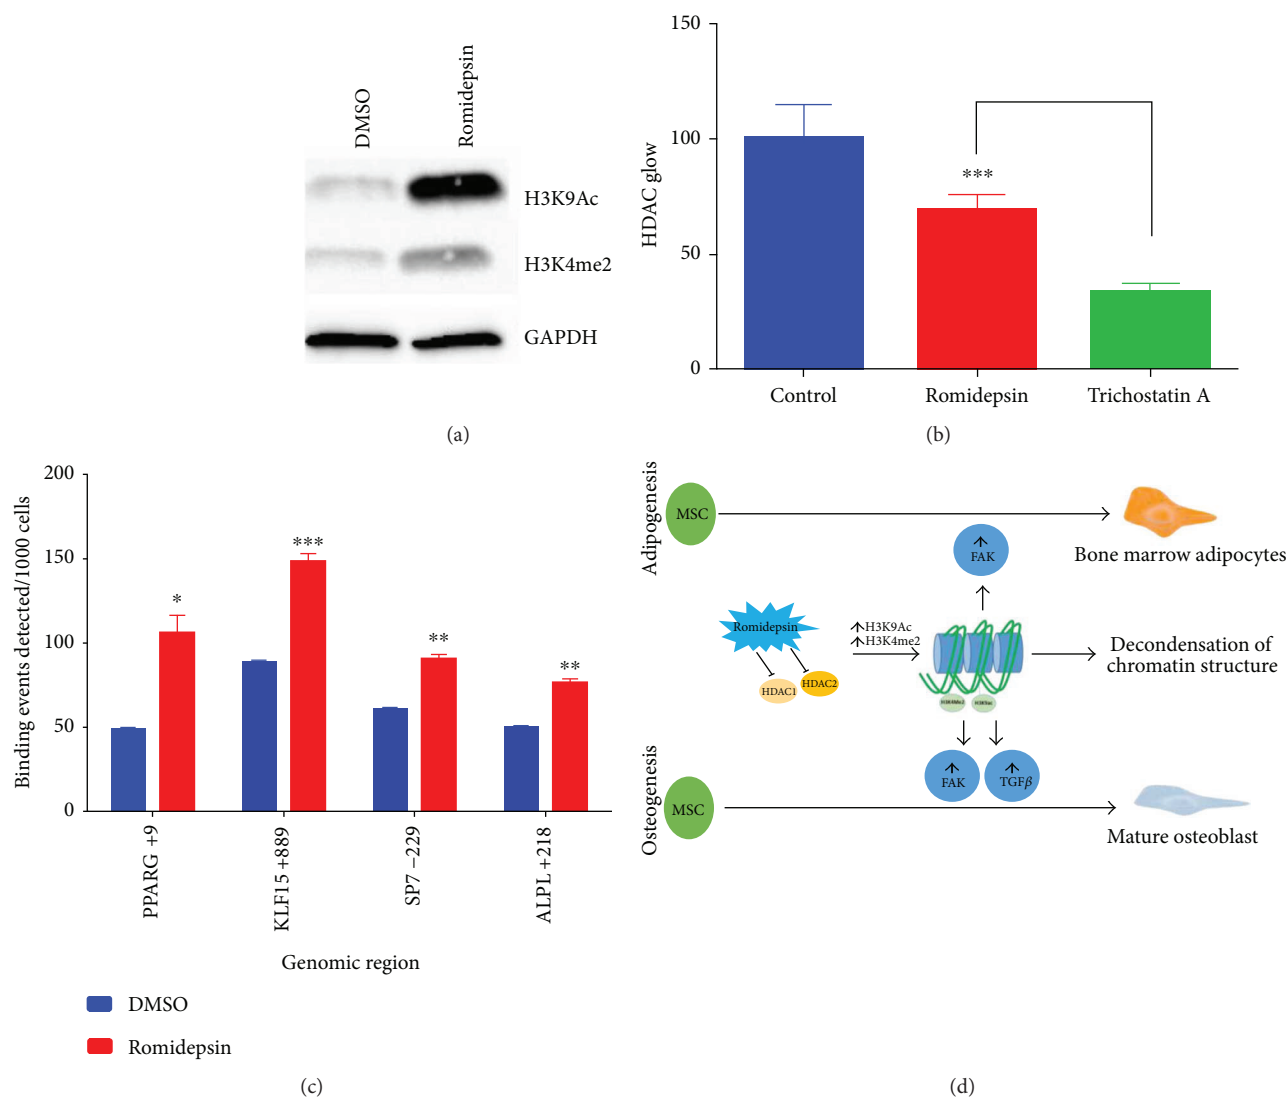 DMSO
Romidepsin
H3K9Ac
H3K4me2
GAPDH
(a)
150
100
50
0
HDAC glow
***
Control
Romidepsin
Trichostatin A
(b)
200
150
100
50
0
Binding events detected/1000 cells
*
***
**
**
PPARG +9
KLF15 +889
SP7 −229
ALPL +218
Genomic region
DMSO
Romidepsin
(c)
Adipogenesis
MSC
FAK
Bone marrow adipocytes
Romidepsin
HDAC1
HDAC2
H3K9Ac
H3K4me2
H3K9ac
Decondensation of
chromatin structure
FAK
TGFβ
Osteogenesis
MSC
Mature osteoblast
(d)